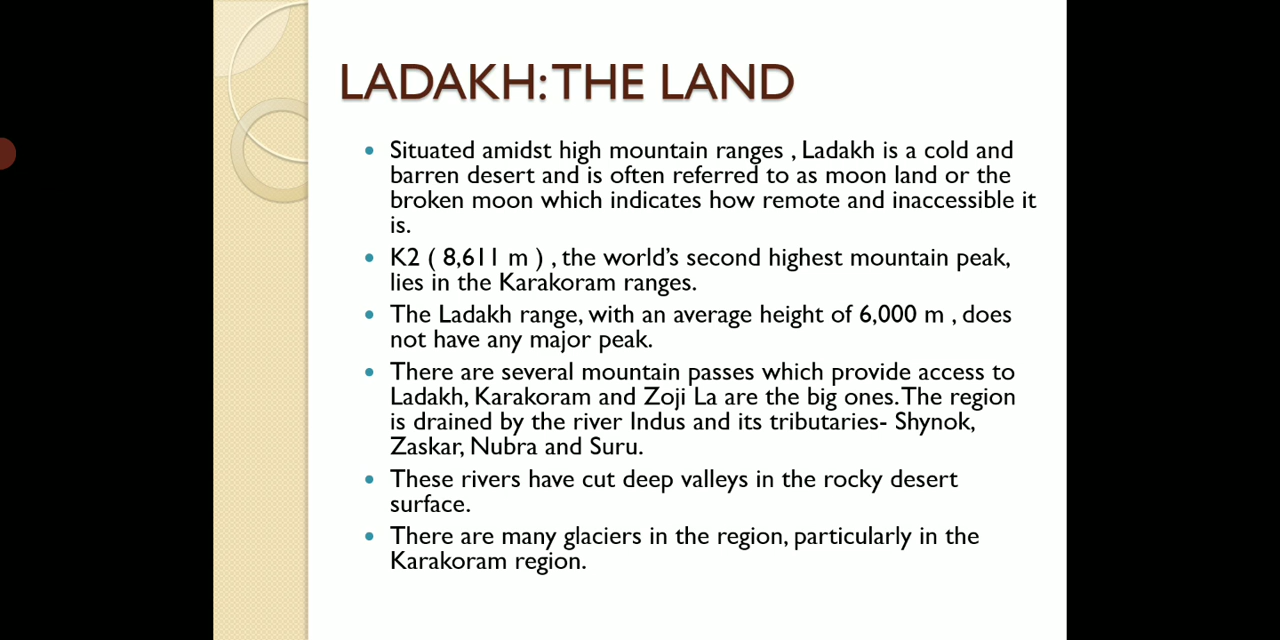 LADAKH: THE LAND
• Situated amidst high mountain ranges , Ladakh is a cold and
barren desert and is often referred to as moon land or the
broken moon which indicates how remote and inaccessible it
is.
• K2 ( 8,611 m ) , the world's second highest mountain peak,
lies in the Karakoram ranges.
• The Ladakh range, with an average height of 6,000 m , does
not have any major peak.
• There are several mountain passes which provide access to
Ladakh, Karakoram and Zoji La are the big ones. The region
is drained by the river Indus and its tributaries- Shynok,
Zaskar, Nubra and Suru.
• These rivers have cut deep valleys in the rocky desert
surface.
• There are many glaciers in the region, particularly in the
Karakoram region.